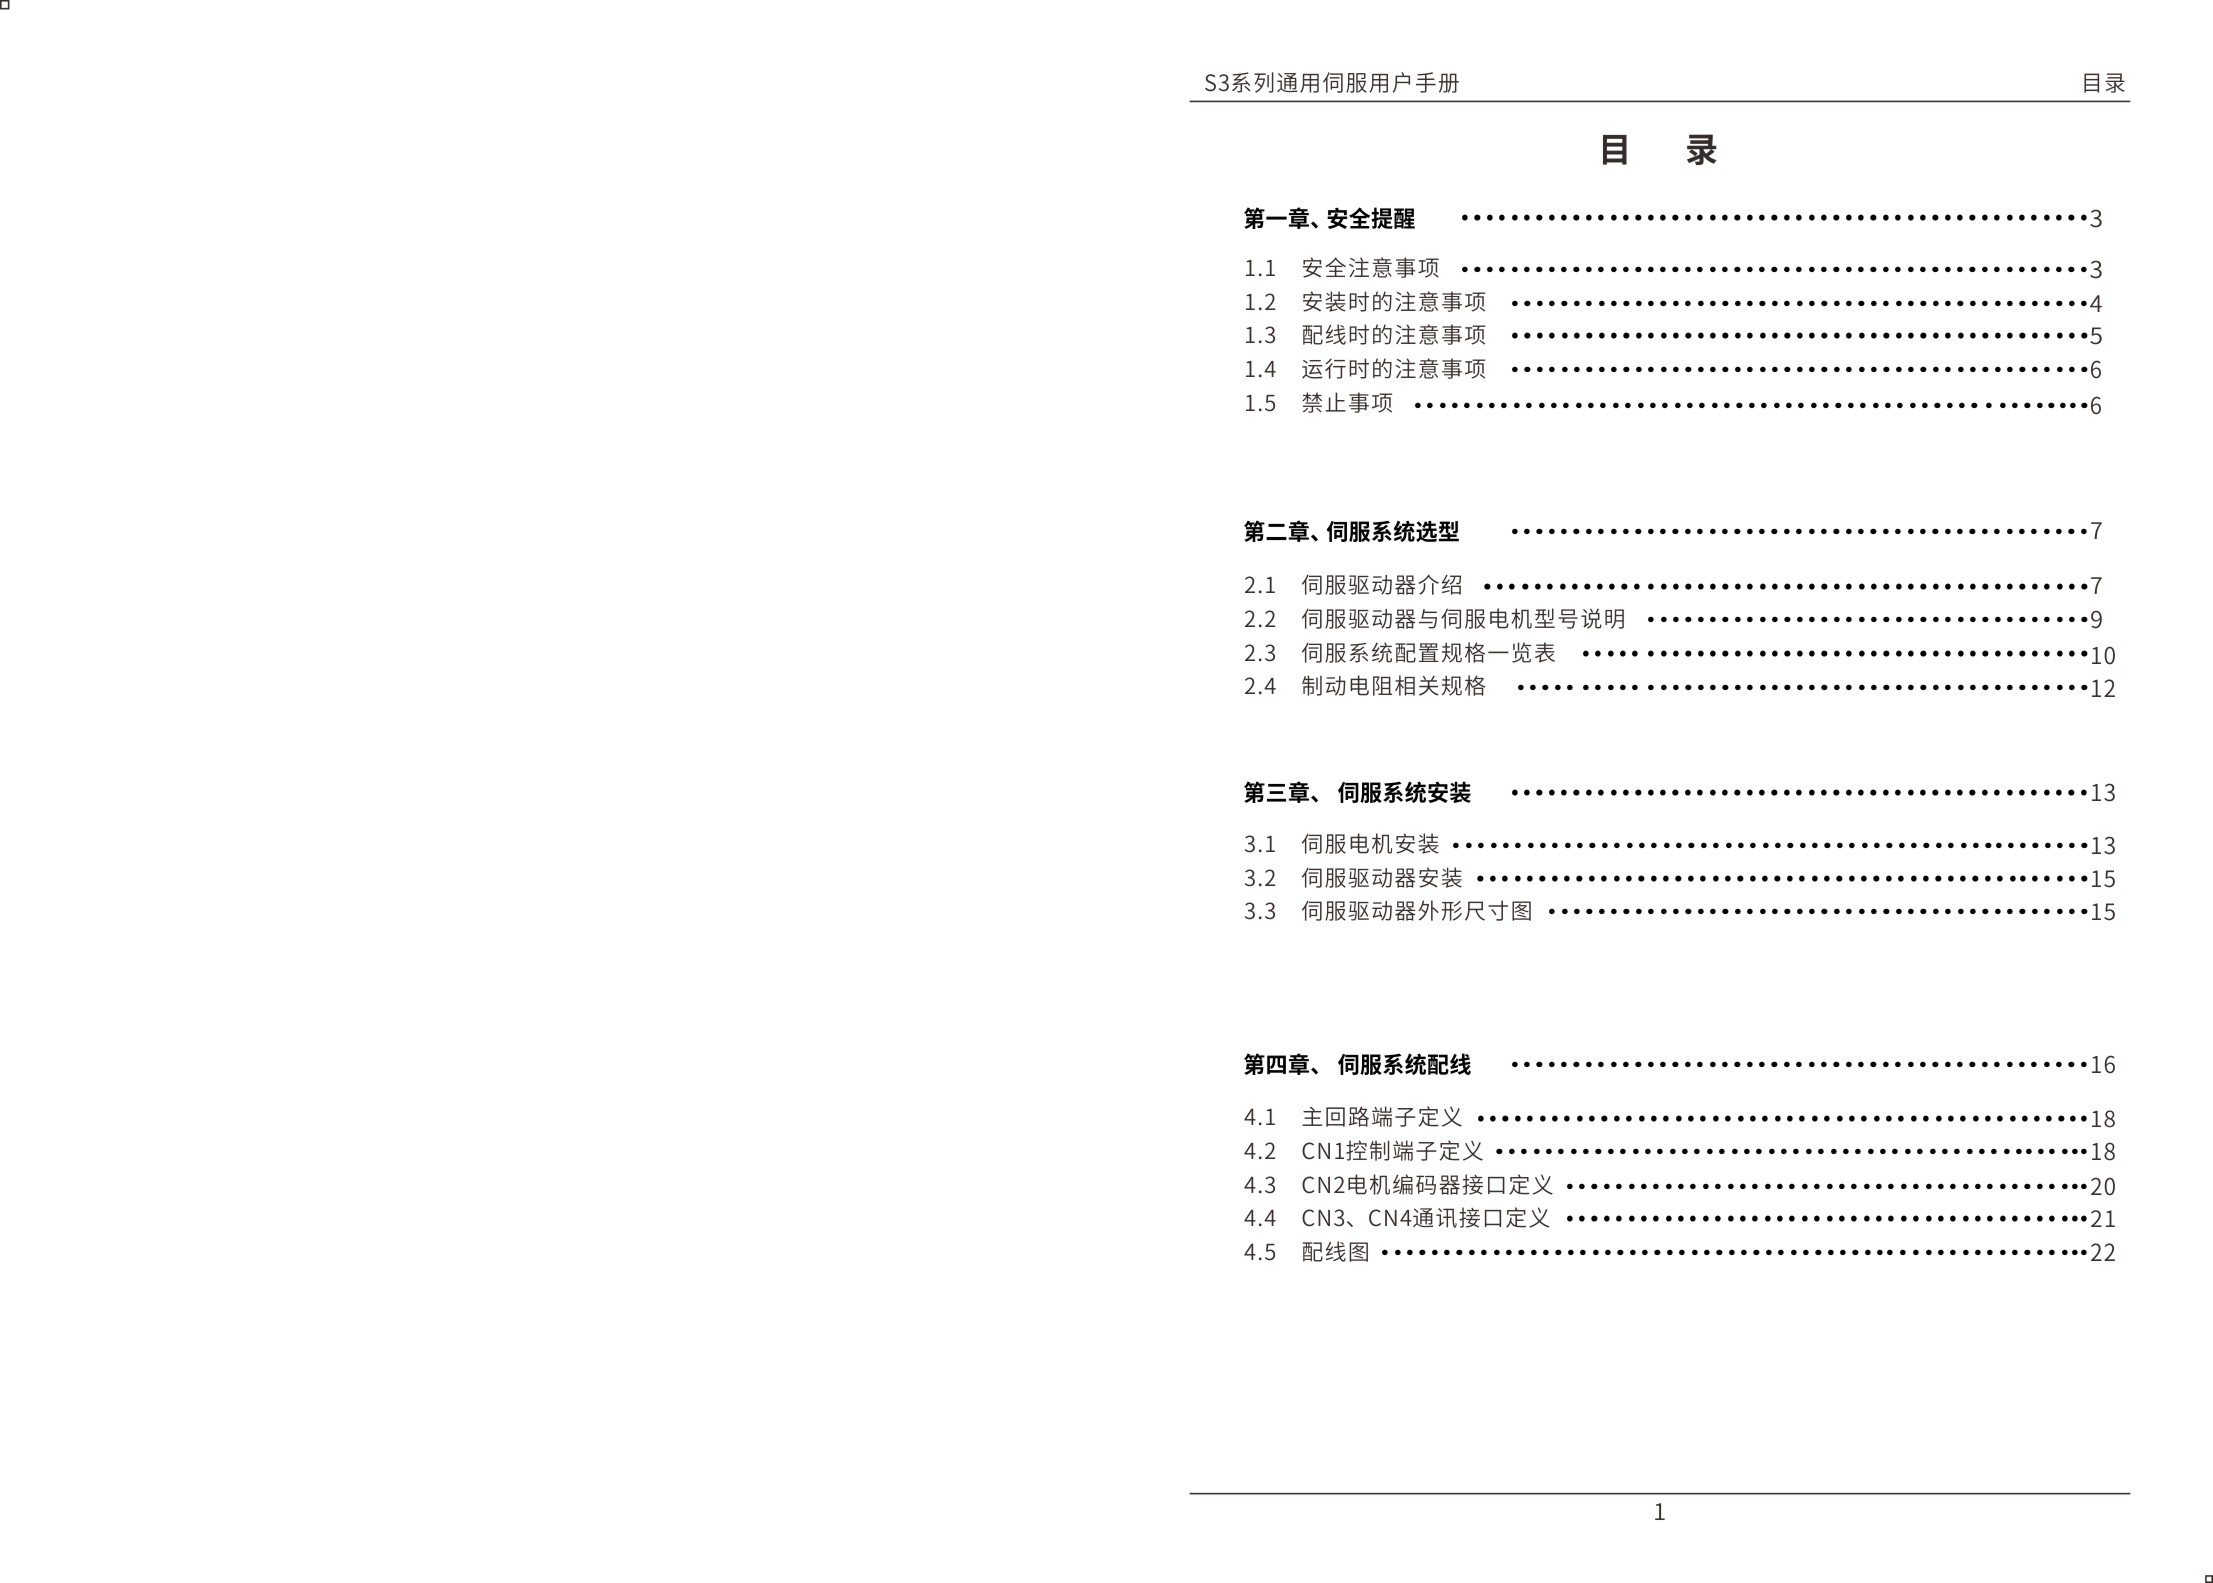 S3系列通用伺服用户手册 目录
目 录
第一章、安全提醒 ••••••••••••••••••••••••••••••••••••••••3
1.1 安全注意事项 ••••••••••••••••••••••••••••••••••••••••3
1.2 安装时的注意事项 ••••••••••••••••••••••••••••••••••••••••4
1.3 配线时的注意事项 ••••••••••••••••••••••••••••••••••••••••5
1.4 运行时的注意事项 ••••••••••••••••••••••••••••••••••••••••6
1.5 禁止事项 ••••••••••••••••••••••••••••••••••••••••6
第二章、伺服系统选型 ••••••••••••••••••••••••••••••••••••••••7
2.1 伺服驱动器介绍 ••••••••••••••••••••••••••••••••••••••••7
2.2 伺服驱动器与伺服电机型号说明 ••••••••••••••••••••••••••••••••••••9
2.3 伺服系统配置规格一览表 ••••••••••••••••••••••••••••••••••••••••10
2.4 制动电阻相关规格 ••••••••••••••••••••••••••••••••••••••••12
第三章、 伺服系统安装 ••••••••••••••••••••••••••••••••••••••••13
3.1 伺服电机安装 ••••••••••••••••••••••••••••••••••••••••13
3.2 伺服驱动器安装 ••••••••••••••••••••••••••••••••••••••••15
3.3 伺服驱动器外形尺寸图 ••••••••••••••••••••••••••••••••••••••••15
第四章、 伺服系统配线 ••••••••••••••••••••••••••••••••••••••••16
4.1 主回路端子定义 ••••••••••••••••••••••••••••••••••••••••18
4.2 CN1控制端子定义 ••••••••••••••••••••••••••••••••••••••••18
4.3 CN2电机编码器接口定义 ••••••••••••••••••••••••••••••••••••••••20
4.4 CN3、CN4通讯接口定义 ••••••••••••••••••••••••••••••••••••••••21
4.5 配线图 ••••••••••••••••••••••••••••••••••••••••22
1